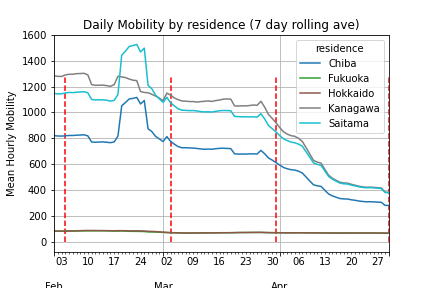 Daily Mobility by residence (7 day rolling ave)
Mean Hourly Mobility
1600
1400
1200
1000
800
600
400
200
0
residence
Chiba
Fukuoka
Hokkaido
Kanagawa
Saitama
03 10 17 24 02 09 16 23 30 06 13 20 27
Feb Mar Apr